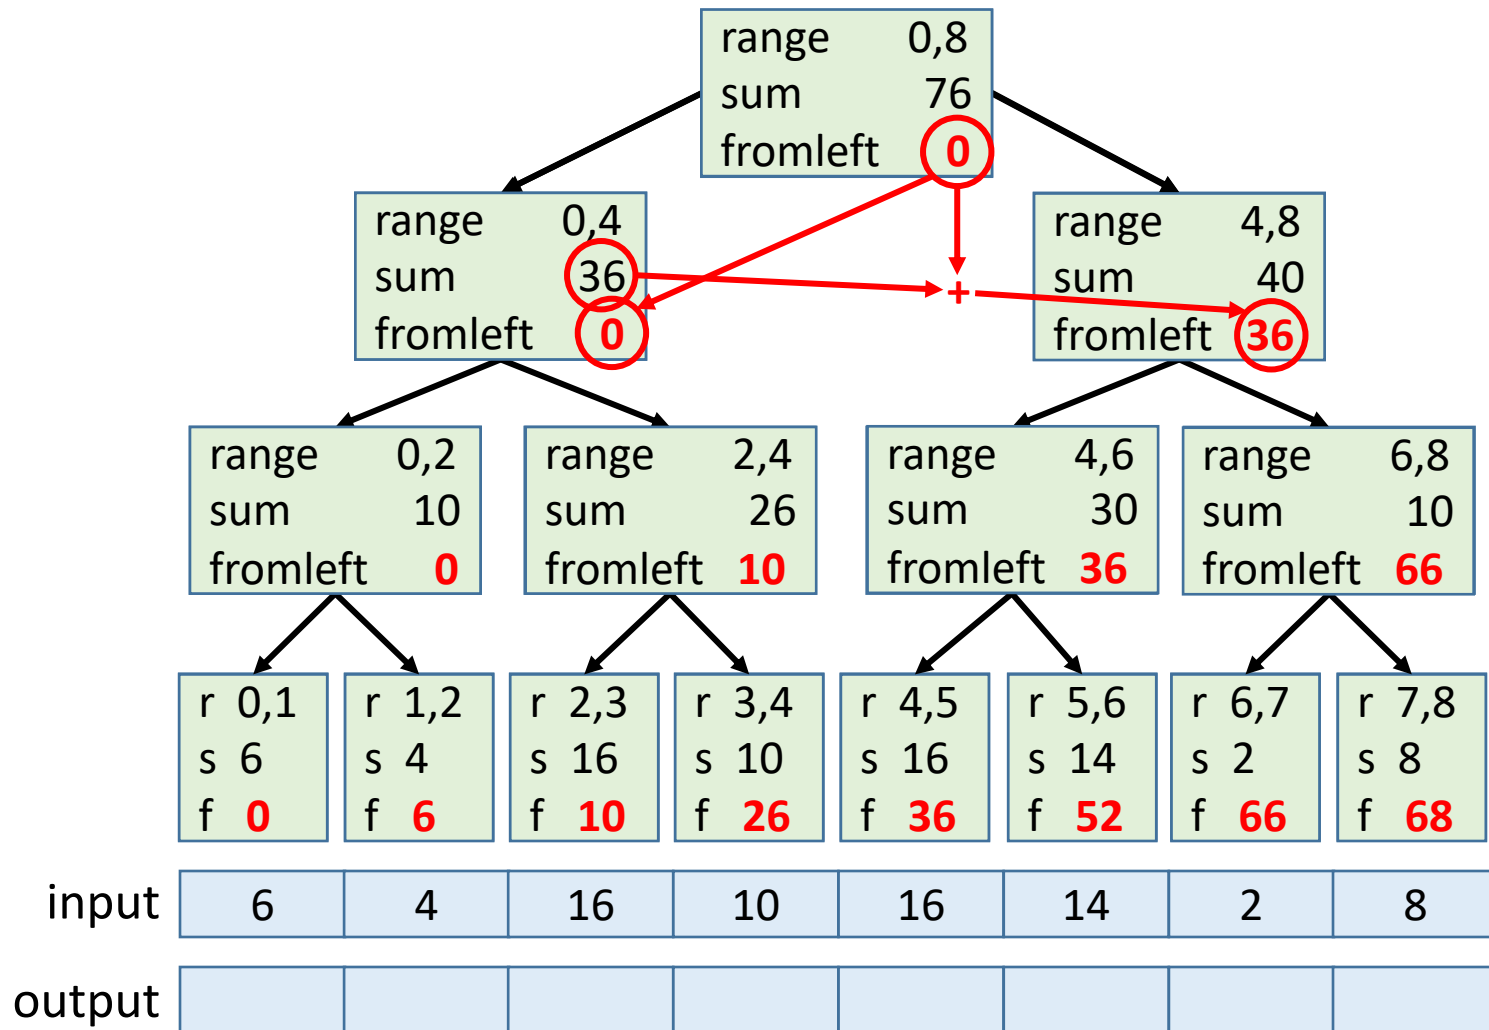 range 0,8
sum 76
fromleft 0
range 0,4
sum 36
fromleft 0
range 4,8
sum 40
fromleft 36
+
range 0,2
sum 10
fromleft 0
range 2,4
sum 26
fromleft 10
range 4,6
sum 30
fromleft 36
range 6,8
sum 10
fromleft 66
r 0,1
s 6
f 0
r 1,2
s 4
f 6
r 2,3
s 16
f 10
r 3,4
s 10
f 26
r 4,5
s 16
f 36
r 5,6
s 14
f 52
r 6,7
s 2
f 66
r 7,8
s 8
f 68
input 6 4 16 10 16 14 2 8
output